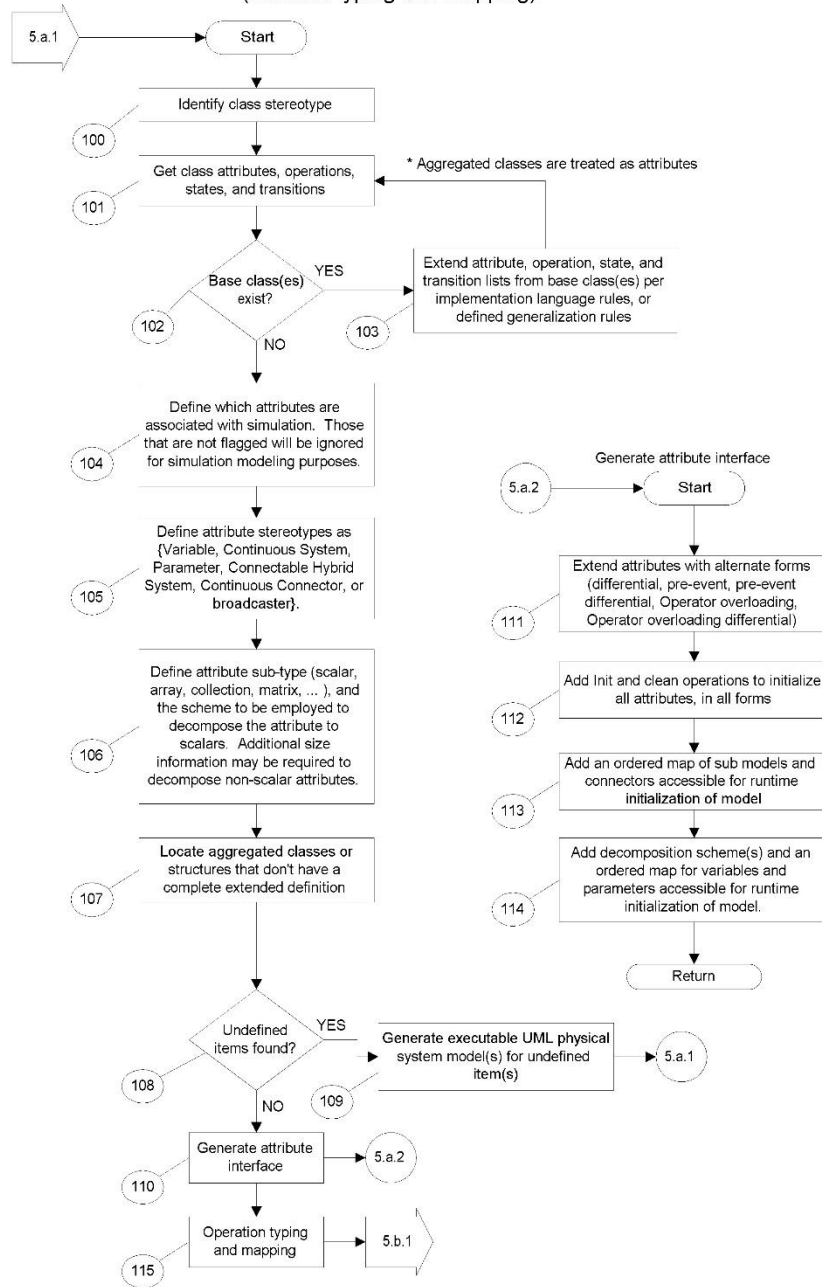 (Attribute typing and mapping)
5.a.1
Start
Identify class stereotype
100
* Aggregated classes are treated as attributes
Get class attributes, operations,
states, and transitions
101
Base class(es)
exist?
YES
102
NO
Extend attribute, operation, state, and
transition lists from base class(es) per
implementation language rules, or
defined generalization rules
103
Define which attributes are
associated with simulation. Those
that are not flagged will be ignored
for simulation modeling purposes.
104
Define attribute stereotypes as
{Variable, Continuous System,
Parameter, Connectable Hybrid
System, Continuous Connector, or
broadcaster}.
105
Define attribute sub-type (scalar,
array, collection, matrix, ... ), and
the scheme to be employed to
decompose the attribute to
scalars. Additional size
information may be required to
decompose non-scalar attributes.
106
Locate aggregated classes or
structures that don't have a
complete extended definition
107
Undefined
items found?
YES
108
NO
Generate executable UML physical
system model(s) for undefined
item(s)
109
5.a.1
Generate attribute
interface
110
5.a.2
Operation typing
and mapping
115
5.b.1
Generate attribute interface
5.a.2
Start
Extend attributes with alternate forms
(differential, pre-event, pre-event
differential, Operator overloading,
Operator overloading differential)
111
Add Init and clean operations to initialize
all attributes, in all forms
112
Add an ordered map of sub models and
connectors accessible for runtime
initialization of model
113
Add decomposition scheme(s) and an
ordered map for variables and
parameters accessible for runtime
initialization of model.
114
Return